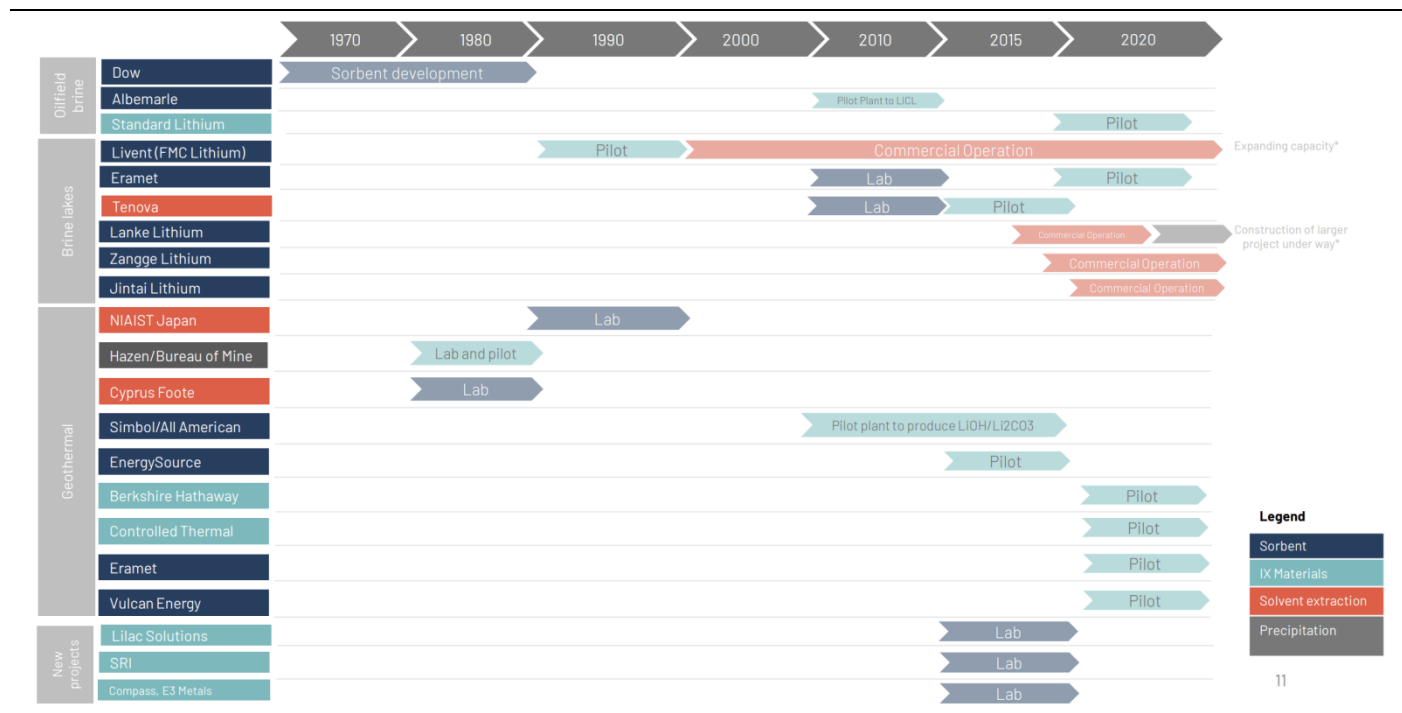 1970 1980 1990 2000 2010 2015 2020
Oilfield
brine
Dow Sorbent development
Albemarle Pilot Plant to LiCL
Standard Lithium Pilot
Brine lakes
Livent (FMC Lithium) Pilot Commercial Operation Expanding capacity*
Eramet Lab Pilot
Tenova Lab Pilot
Lanke Lithium Commercial Operation Construction of larger
project under way*
Zangge Lithium Commercial Operation
Jintai Lithium Commercial Operation
Geothermal
NIAIST Japan Lab
Hazen/Bureau of Mine Lab and pilot
Cyprus Foote Lab
Simbol/All American Pilot plant to produce LiOH/Li2CO3
EnergySource Pilot
Berkshire Hathaway Pilot
Controlled Thermal Pilot
Eramet Pilot
Vulcan Energy Pilot
New
projects
Lilac Solutions Lab
SRI Lab
Compass, E3 Metals Lab
Legend
Sorbent
IX Materials
Solvent extraction
Precipitation
11